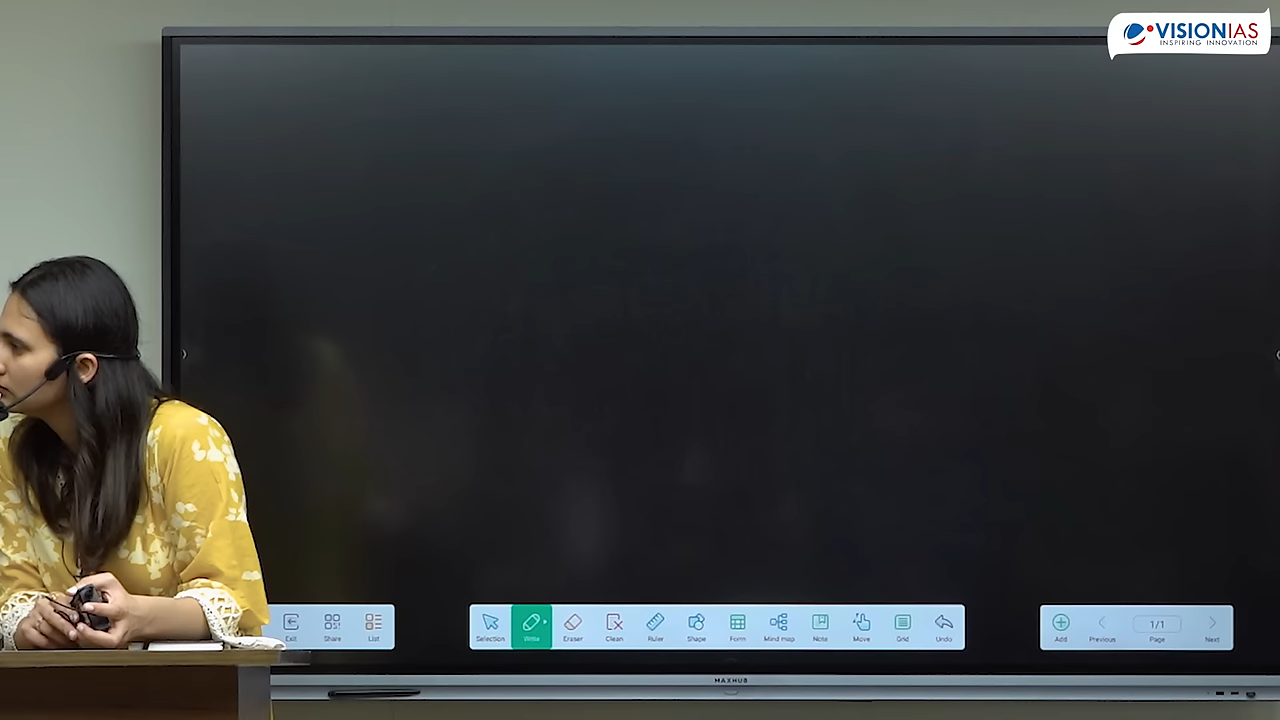 VISIONIAS
INSPIRING INNOVATION
Exit Share List
Selection Write Eraser Clean Ruler Shape Form Mind map Note Move Grid Undo
Add Previous 1/1 Page Next
MAXHUB